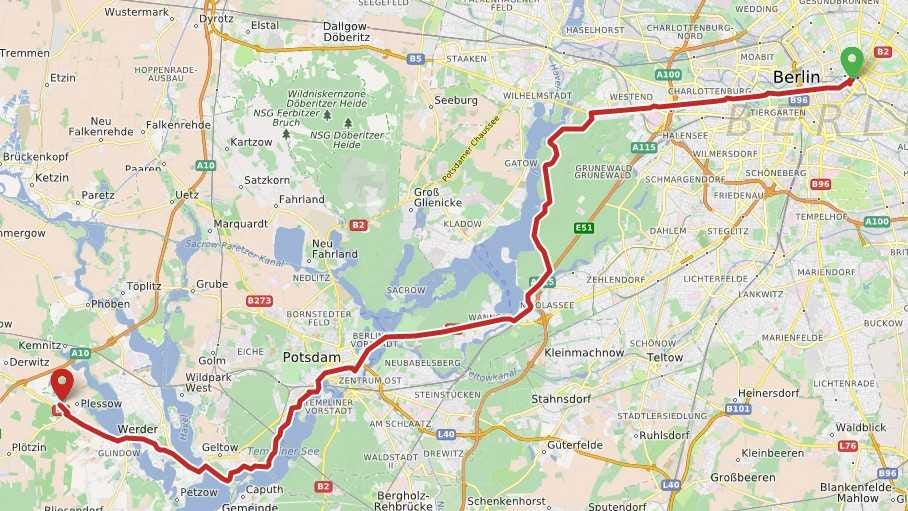 Wustermark
Dyrotz
Elstal
Dallgow-
Döberitz
B5
STAAKEN
HASELHORST
CHARLOTTENBURG-
NORD
WEDDING
GESUNDBRUNNEN
MOABIT
B2
Tremmen
Etzin
HOPPENRADE-
AUSBAU
Wildniskernzone
Döberitzer Heide
NSG Ferbitzer
Bruch
NSG Döberitzer
Heide
Seeburg
WILHELMSTADT
Havel
A100
WESTEND
CHARLOTTENBURG
Berlin
B96
TIERGARTEN
Neu
Falkenrehde
Falkenrehde
Kartzow
Potsdamer-Chaussee
HALENSEE
A115
WILMERSDORF
Brückenkopf
Ketzin
Paaren
A10
GATOW
GRUNEWALD
GRUNEWALD
SCHÖNEBERG
SCHMARGENDORF
B96
FRIEDENAU
Paretz
Uetz
Satzkorn
Fahrland
Groß
Glienicke
KLADOW
B2
E51
TEMPELHOF
A100
Marquardt
Neu
Fahrland
DAHLEM
STEGLITZ
Sacrow-Paretzer-Kanal
NEDLITZ
SACROW
ZEHLENDORF
LICHTERFELDE
MARIENDORF
LANKWITZ
Töplitz
Grube
Phöben
B273
BORNSTEDTER
FELD
BUCKOW
MARIENFELDE
Kemnitz
Derwitz
A10
Golm
EICHE
Potsdam
NEUBABELSBERG
Kleinmachnow
SCHÖNOW
Teltow
Wildpark
West
ZENTRUM OST
STEINSTÜCKEN
Stahnsdorf
Heinersdorf
B101
LICHTENRADE
Plessow
TEMPLINER
VORSTADT
AM SCHLAATZ
STADTLERSIEDLUNG
Plötzin
Werder
GLINDOW
Havel
Geltow
WALDSTADT
II
DREWITZ
L40
Güterfelde
Ruhlsdorf
Waldblick
L76
Kleinbeeren
Großbeeren
Petzow
Caputh
Gemeinde
B2
Bergholz-
Rehbrücke
Schenkenhorst
Sputendorf
L40
B96
Blankenfelde-
Mahlow